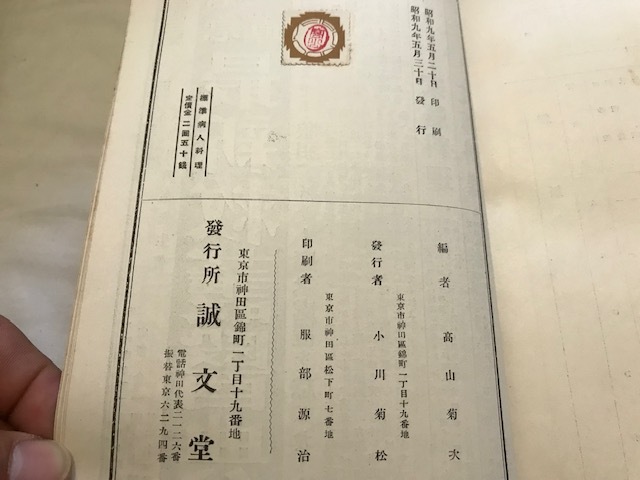 昭和九年五月二十日　印刷
昭和九年五月三十日　發行
標準病人料理
定價金二圓五十錢
編者　高山菊次
東京市神田區錦町一丁目十九番地
發行者　小川菊松
東京市神田區松下町七番地
印刷者　服部源治
東京市神田區錦町一丁目十九番地
發行所　誠文堂
電話神田代表二一二六番
振替東京六二九四番